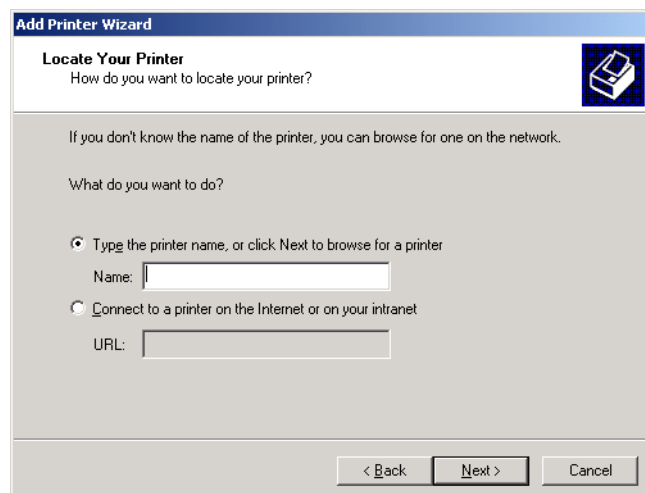 Add Printer Wizard
Locate Your Printer
How do you want to locate your printer?
If you don't know the name of the printer, you can browse for one on the network.
What do you want to do?
Type the printer name, or click Next to browse for a printer
Name:
Connect to a printer on the Internet or on your intranet
URL:
< Back Next > Cancel